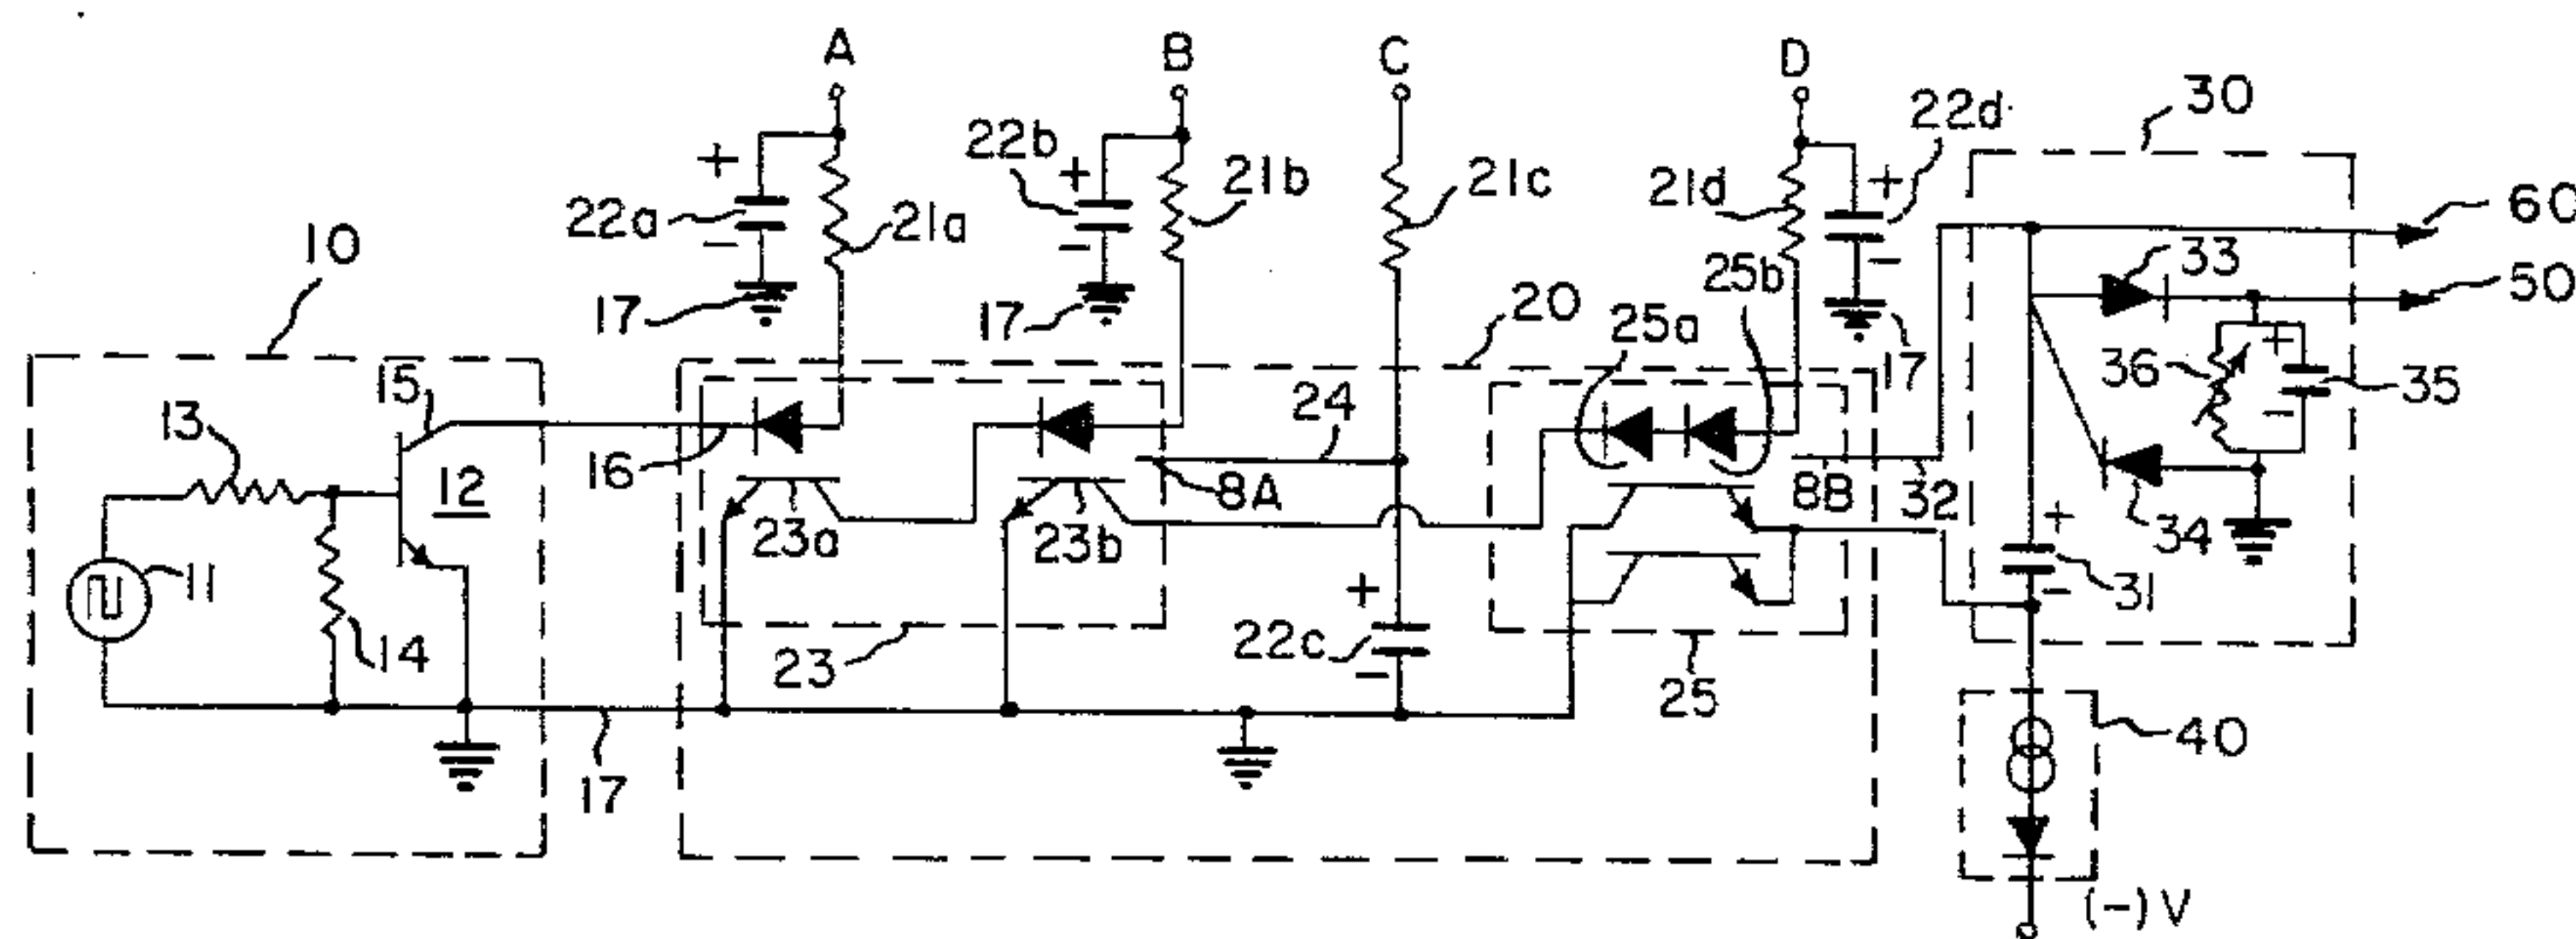 A B C D
30
22a + − 21a
22b + − 21b
21c
21d 22d + −
60
50
33
10
17
17
17
20
25a
25b
15
13
12
16
23a
23b
8A
24
8B
32
36 + − 35
34
11
14
23
22c + −
25
+ − 31
17
40
(-)V